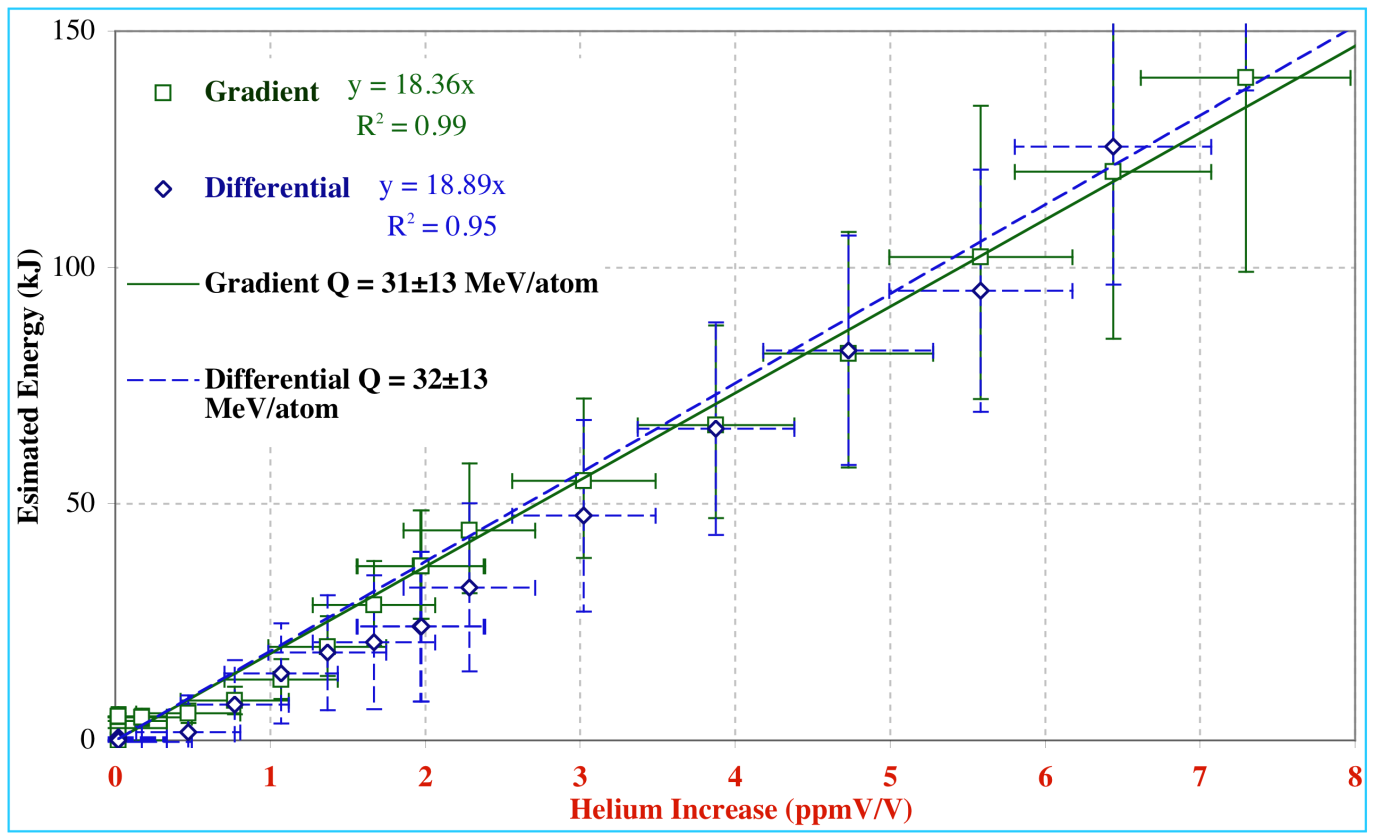 150
100
50
0
Esimated Energy (kJ)
Gradient y = 18.36x
R² = 0.99
Differential y = 18.89x
R² = 0.95
Gradient Q = 31±13 MeV/atom
Differential Q = 32±13
MeV/atom
0 1 2 3 4 5 6 7 8
Helium Increase (ppmV/V)